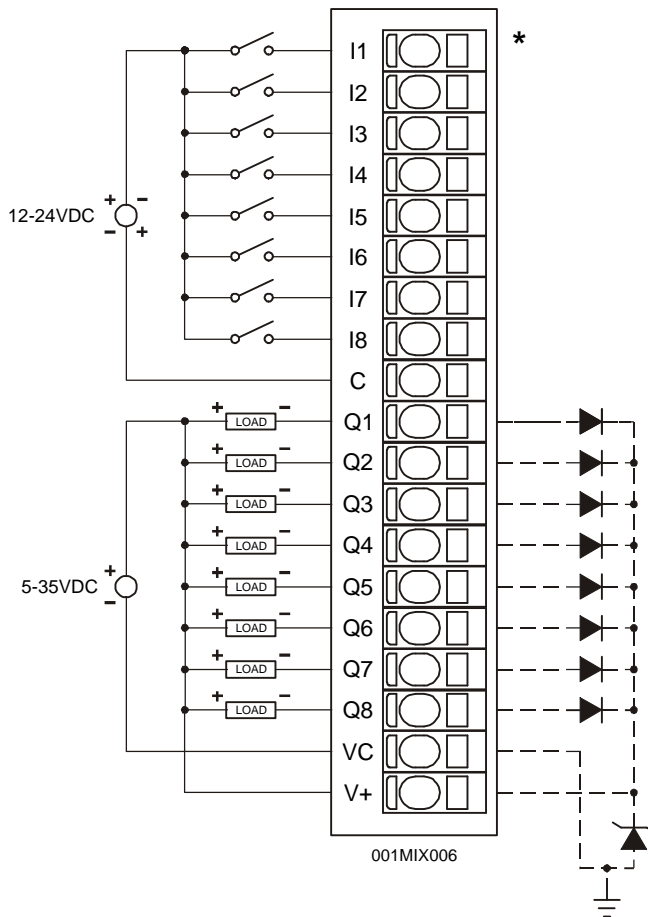 *
I1
I2
I3
I4
I5
I6
I7
I8
C
12-24VDC
+ -
- +
+ LOAD - Q1
+ LOAD - Q2
+ LOAD - Q3
+ LOAD - Q4
+ LOAD - Q5
+ LOAD - Q6
+ LOAD - Q7
+ LOAD - Q8
5-35VDC
+
-
VC
V+
001MIX006